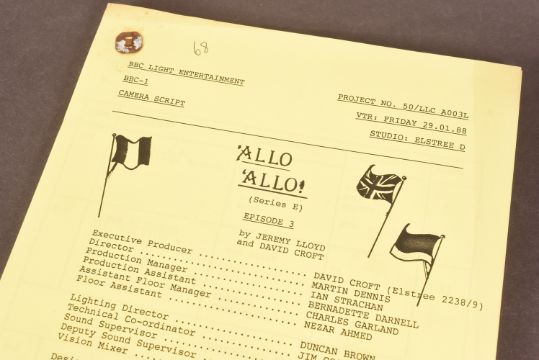 68
BBC LIGHT ENTERTAINMENT
BBC-1
CAMERA SCRIPT
PROJECT NO. 50/LLC A003L
VTR: FRIDAY 29.01.88
STUDIO: ELSTREE D
'ALLO
'ALLO!
(Series E)
EPISODE 3
by JEREMY LLOYD
and DAVID CROFT
Executive Producer .................... DAVID CROFT (Elstree 2238/9)
Director .................... MARTIN DENNIS
Production Manager .................... IAN STRACHAN
Production Assistant .................... BERNADETTE DARNELL
Assistant Floor Manager .................... CHARLES GARLAND
Floor Assistant .................... NEZAR AHMED
Lighting Director .................... DUNCAN BROWN
Technical Co-ordinator .................... JIM
Sound Supervisor ....................
Deputy Sound Supervisor ....................
Vision Mixer ....................